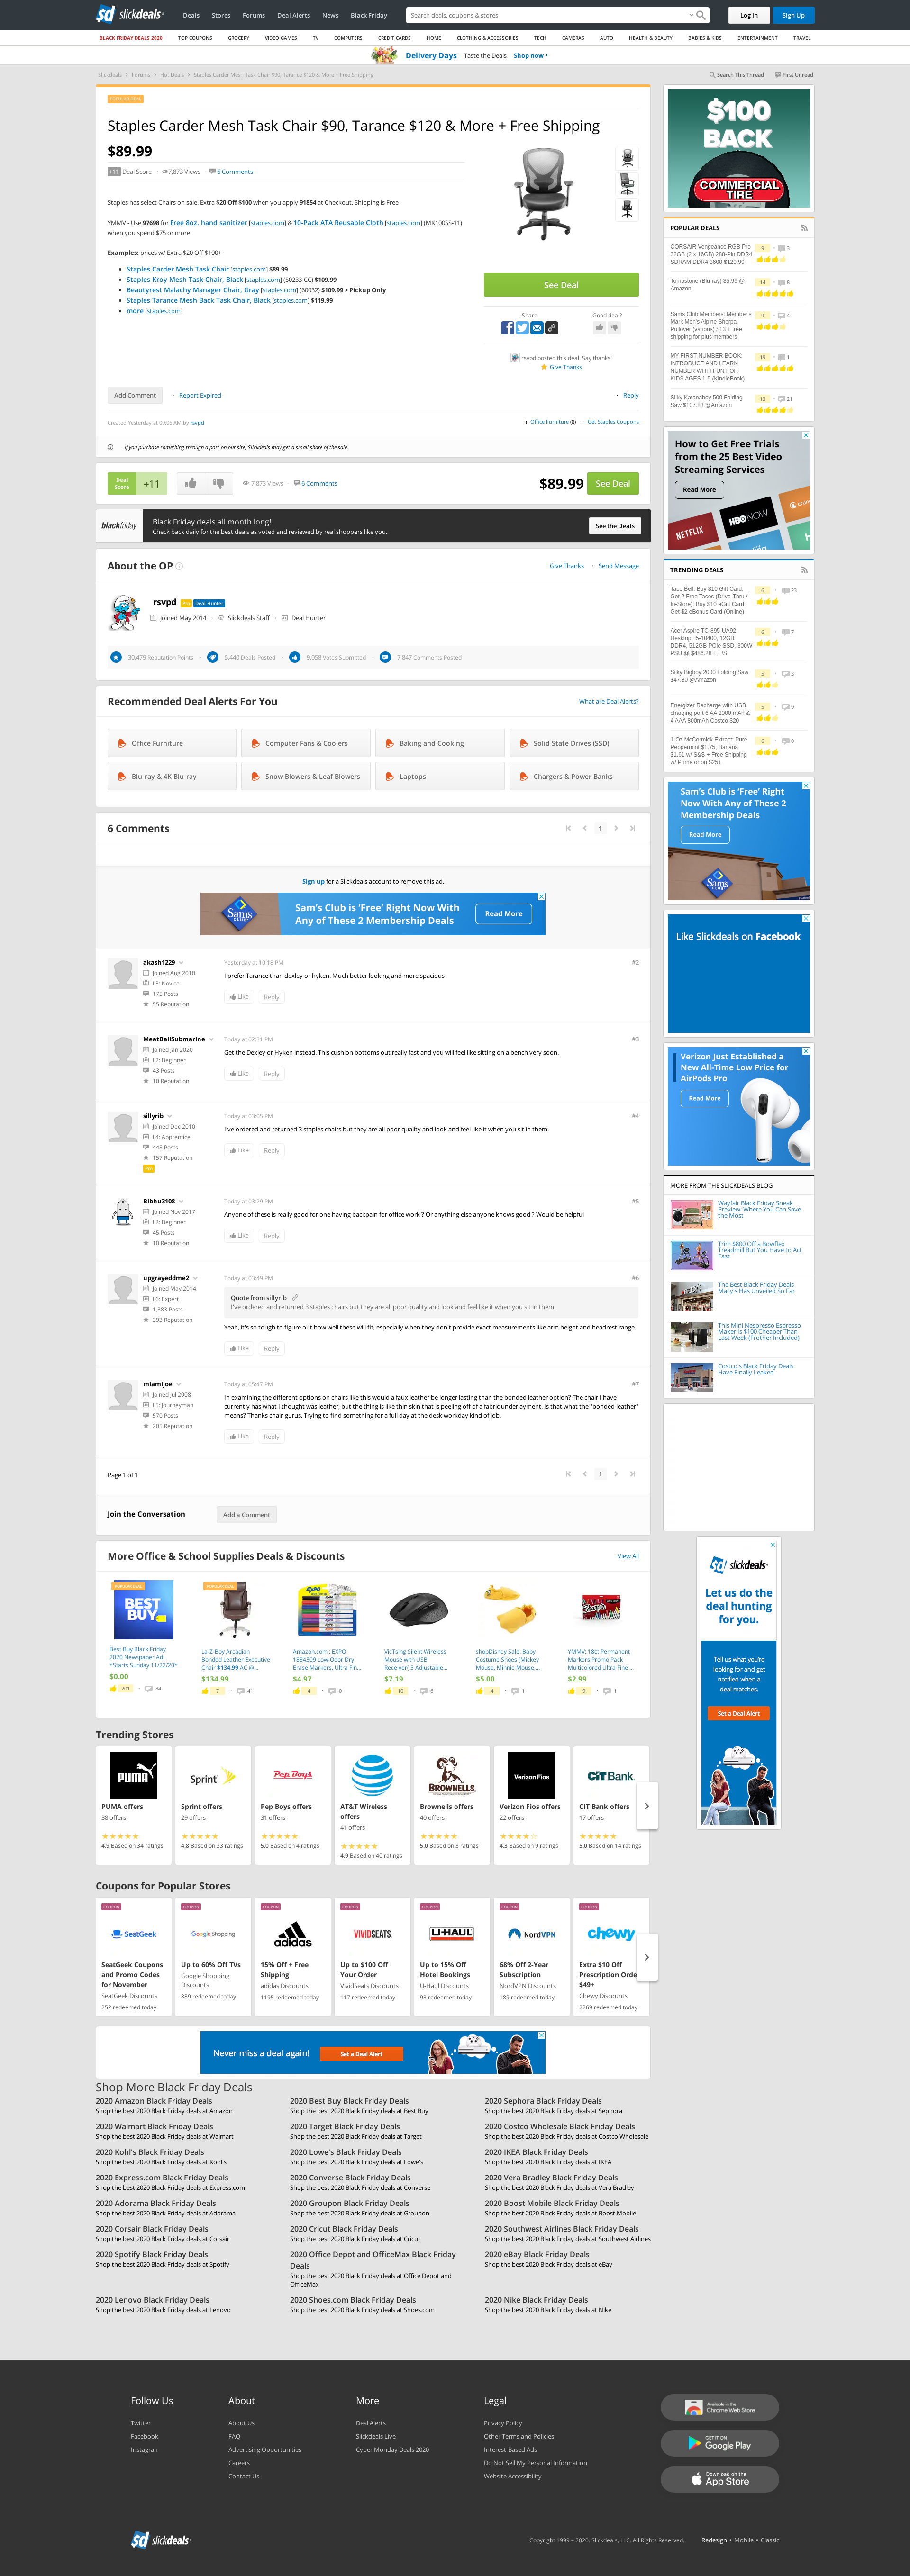 sd slickdeals
Deals Stores Forums Deal Alerts News Black Friday
Search deals, coupons & stores
Log In Sign Up
BLACK FRIDAY DEALS 2020 TOP COUPONS GROCERY VIDEO GAMES TV COMPUTERS CREDIT CARDS HOME CLOTHING & ACCESSORIES TECH CAMERAS AUTO HEALTH & BEAUTY BABIES & KIDS ENTERTAINMENT TRAVEL
Delivery Days Taste the Deals Shop now ›
Slickdeals › Forums › Hot Deals › Staples Carder Mesh Task Chair $90, Tarance $120 & More + Free Shipping
Search This Thread First Unread
POPULAR DEAL
Staples Carder Mesh Task Chair $90, Tarance $120 & More + Free Shipping
$89.99
+11 Deal Score 7,873 Views 6 Comments
Staples has select Chairs on sale. Extra $20 Off $100 when you apply 91854 at Checkout. Shipping is Free
YMMV - Use 97698 for Free 8oz. hand sanitizer [staples.com] & 10-Pack ATA Reusable Cloth [staples.com] (MK100SS-11)
when you spend $75 or more
Examples: prices w/ Extra $20 Off $100+
• Staples Carder Mesh Task Chair [staples.com] $89.99
• Staples Kroy Mesh Task Chair, Black [staples.com] (50233-CC) $109.99
• Beautyrest Malachy Manager Chair, Gray [staples.com] (60032) $109.99 > Pickup Only
• Staples Tarance Mesh Back Task Chair, Black [staples.com] $119.99
• more [staples.com]
See Deal
Share Good deal?
rsvpd posted this deal. Say thanks!
Give Thanks
Add Comment Report Expired Reply
Created Yesterday at 09:06 AM by rsvpd
in Office Furniture (8) Get Staples Coupons
If you purchase something through a post on our site, Slickdeals may get a small share of the sale.
Deal Score +11 7,873 Views 6 Comments $89.99 See Deal
blackfriday
Black Friday deals all month long!
Check back daily for the best deals as voted and reviewed by real shoppers like you.
See the Deals
About the OP
Give Thanks Send Message
rsvpd Pro Deal Hunter
Joined May 2014 Slickdeals Staff Deal Hunter
30,479 Reputation Points 5,440 Deals Posted 9,058 Votes Submitted 7,847 Comments Posted
Recommended Deal Alerts For You
What are Deal Alerts?
Office Furniture Computer Fans & Coolers Baking and Cooking Solid State Drives (SSD)
Blu-ray & 4K Blu-ray Snow Blowers & Leaf Blowers Laptops Chargers & Power Banks
6 Comments
1
Sign up for a Slickdeals account to remove this ad.
Sam's Club
Sam's Club is 'Free' Right Now With
Any of These 2 Membership Deals
Read More
akash1229
Joined Aug 2010
L3: Novice
175 Posts
55 Reputation
Yesterday at 10:18 PM #2
I prefer Tarance than dexley or hyken. Much better looking and more spacious
Like Reply
MeatBallSubmarine
Joined Jan 2020
L2: Beginner
43 Posts
10 Reputation
Today at 02:31 PM #3
Get the Dexley or Hyken instead. This cushion bottoms out really fast and you will feel like sitting on a bench very soon.
Like Reply
sillyrib
Joined Dec 2010
L4: Apprentice
448 Posts
157 Reputation
Pro
Today at 03:05 PM #4
I've ordered and returned 3 staples chairs but they are all poor quality and look and feel like it when you sit in them.
Like Reply
Bibhu3108
Joined Nov 2017
L2: Beginner
45 Posts
10 Reputation
Today at 03:29 PM #5
Anyone of these is really good for one having backpain for office work ? Or anything else anyone knows good ? Would be helpful
Like Reply
upgrayeddme2
Joined May 2014
L6: Expert
1,383 Posts
393 Reputation
Today at 03:49 PM #6
Quote from sillyrib
I've ordered and returned 3 staples chairs but they are all poor quality and look and feel like it when you sit in them.
Yeah, it's so tough to figure out how well these will fit, especially when they don't provide exact measurements like arm height and headrest range.
Like Reply
miamijoe
Joined Jul 2008
L5: Journeyman
570 Posts
205 Reputation
Today at 05:47 PM #7
In examining the different options on chairs like this would a faux leather be longer lasting than the bonded leather option? The chair I have
currently has what I thought was leather, but the thing is like thin skin that is peeling off of a fabric underlayment. Is that what the "bonded leather"
means? Thanks chair-gurus. Trying to find something for a full day at the desk workday kind of job.
Like Reply
Page 1 of 1
1
Join the Conversation Add a Comment
More Office & School Supplies Deals & Discounts
View All
POPULAR DEAL
BEST BUY
Best Buy Black Friday
2020 Newspaper Ad:
*Starts Sunday 11/22/20*
$0.00
201 84
POPULAR DEAL
La-Z-Boy Arcadian
Bonded Leather Executive
Chair $134.99 AC @...
$134.99
7 41
Amazon.com : EXPO
1884309 Low-Odor Dry
Erase Markers, Ultra Fin...
$4.97
4 0
VicTsing Silent Wireless
Mouse with USB
Receiver( 5 Adjustable...
$7.19
10 6
shopDisney Sale: Baby
Costume Shoes (Mickey
Mouse, Minnie Mouse,...
$5.00
4 1
YMMV: 18ct Permanent
Markers Promo Pack
Multicolored Ultra Fine ...
$2.99
9 1
Trending Stores
PUMA
PUMA offers
38 offers
4.9 Based on 34 ratings
Sprint
Sprint offers
29 offers
4.8 Based on 33 ratings
Pep Boys
Pep Boys offers
31 offers
5.0 Based on 4 ratings
AT&T
AT&T Wireless
offers
41 offers
4.9 Based on 40 ratings
BROWNELLS
Brownells offers
40 offers
5.0 Based on 3 ratings
Verizon Fios
Verizon Fios offers
22 offers
4.3 Based on 9 ratings
CIT Bank
CIT Bank offers
17 offers
5.0 Based on 14 ratings
Coupons for Popular Stores
COUPON
SeatGeek
SeatGeek Coupons
and Promo Codes
for November
SeatGeek Discounts
252 redeemed today
COUPON
Google Shopping
Up to 60% Off TVs
Google Shopping
Discounts
889 redeemed today
COUPON
adidas
15% Off + Free
Shipping
adidas Discounts
1195 redeemed today
COUPON
VIVIDSEATS
Up to $100 Off
Your Order
VividSeats Discounts
117 redeemed today
COUPON
U-HAUL
Up to 15% Off
Hotel Bookings
U-Haul Discounts
93 redeemed today
COUPON
NordVPN
68% Off 2-Year
Subscription
NordVPN Discounts
189 redeemed today
COUPON
chewy
Extra $10 Off
Prescription Orde
$49+
Chewy Discounts
2269 redeemed today
Never miss a deal again! Set a Deal Alert
Shop More Black Friday Deals
2020 Amazon Black Friday Deals
Shop the best 2020 Black Friday deals at Amazon
2020 Best Buy Black Friday Deals
Shop the best 2020 Black Friday deals at Best Buy
2020 Sephora Black Friday Deals
Shop the best 2020 Black Friday deals at Sephora
2020 Walmart Black Friday Deals
Shop the best 2020 Black Friday deals at Walmart
2020 Target Black Friday Deals
Shop the best 2020 Black Friday deals at Target
2020 Costco Wholesale Black Friday Deals
Shop the best 2020 Black Friday deals at Costco Wholesale
2020 Kohl's Black Friday Deals
Shop the best 2020 Black Friday deals at Kohl's
2020 Lowe's Black Friday Deals
Shop the best 2020 Black Friday deals at Lowe's
2020 IKEA Black Friday Deals
Shop the best 2020 Black Friday deals at IKEA
2020 Express.com Black Friday Deals
Shop the best 2020 Black Friday deals at Express.com
2020 Converse Black Friday Deals
Shop the best 2020 Black Friday deals at Converse
2020 Vera Bradley Black Friday Deals
Shop the best 2020 Black Friday deals at Vera Bradley
2020 Adorama Black Friday Deals
Shop the best 2020 Black Friday deals at Adorama
2020 Groupon Black Friday Deals
Shop the best 2020 Black Friday deals at Groupon
2020 Boost Mobile Black Friday Deals
Shop the best 2020 Black Friday deals at Boost Mobile
2020 Corsair Black Friday Deals
Shop the best 2020 Black Friday deals at Corsair
2020 Cricut Black Friday Deals
Shop the best 2020 Black Friday deals at Cricut
2020 Southwest Airlines Black Friday Deals
Shop the best 2020 Black Friday deals at Southwest Airlines
2020 Spotify Black Friday Deals
Shop the best 2020 Black Friday deals at Spotify
2020 Office Depot and OfficeMax Black Friday
Deals
Shop the best 2020 Black Friday deals at Office Depot and
OfficeMax
2020 eBay Black Friday Deals
Shop the best 2020 Black Friday deals at eBay
2020 Lenovo Black Friday Deals
Shop the best 2020 Black Friday deals at Lenovo
2020 Shoes.com Black Friday Deals
Shop the best 2020 Black Friday deals at Shoes.com
2020 Nike Black Friday Deals
Shop the best 2020 Black Friday deals at Nike
$100
BACK
COMMERCIAL
TIRE
POPULAR DEALS
CORSAIR Vengeance RGB Pro
32GB (2 x 16GB) 288-Pin DDR4
SDRAM DDR4 3600 $129.99
9 3
Tombstone (Blu-ray) $5.99 @
Amazon
14 8
Sams Club Members: Member's
Mark Men's Alpine Sherpa
Pullover (various) $13 + free
shipping for plus members
9 4
MY FIRST NUMBER BOOK:
INTRODUCE AND LEARN
NUMBER WITH FUN FOR
KIDS AGES 1-5 (KindleBook)
19 1
Silky Katanaboy 500 Folding
Saw $107.83 @Amazon
13 21
How to Get Free Trials
from the 25 Best Video
Streaming Services
Read More
NETFLIX HBONOW
TRENDING DEALS
Taco Bell: Buy $10 Gift Card,
Get 2 Free Tacos (Drive-Thru /
In-Store); Buy $10 eGift Card,
Get $2 eBonus Card (Online)
6 23
Acer Aspire TC-895-UA92
Desktop: i5-10400, 12GB
DDR4, 512GB PCIe SSD, 300W
PSU @ $486.28 + F/S
6 7
Silky Bigboy 2000 Folding Saw
$47.80 @Amazon
5 3
Energizer Recharge with USB
charging port 6 AA 2000 mAh &
4 AAA 800mAh Costco $20
5 9
1-Oz McCormick Extract: Pure
Peppermint $1.75, Banana
$1.61 w/ S&S + Free Shipping
w/ Prime or on $25+
6 0
Sam's Club is 'Free' Right
Now With Any of These 2
Membership Deals
Read More
Sam's Club
Like Slickdeals on Facebook
Verizon Just Established a
New All-Time Low Price for
AirPods Pro
Read More
MORE FROM THE SLICKDEALS BLOG
Wayfair Black Friday Sneak
Preview: Where You Can Save
the Most
Trim $800 Off a Bowflex
Treadmill But You Have to Act
Fast
The Best Black Friday Deals
Macy's Has Unveiled So Far
This Mini Nespresso Espresso
Maker Is $100 Cheaper Than
Last Week (Frother Included)
Costco's Black Friday Deals
Have Finally Leaked
sd slickdeals
Let us do the
deal hunting
for you.
Tell us what you're
looking for and get
notified when a
deal matches.
Set a Deal Alert
Follow Us
Twitter
Facebook
Instagram
About
About Us
FAQ
Advertising Opportunities
Careers
Contact Us
More
Deal Alerts
Slickdeals Live
Cyber Monday Deals 2020
Legal
Privacy Policy
Other Terms and Policies
Interest-Based Ads
Do Not Sell My Personal Information
Website Accessibility
Available in the
Chrome Web Store
GET IT ON
Google Play
Download on the
App Store
sd slickdeals
Copyright 1999 – 2020. Slickdeals, LLC. All Rights Reserved. Redesign • Mobile • Classic